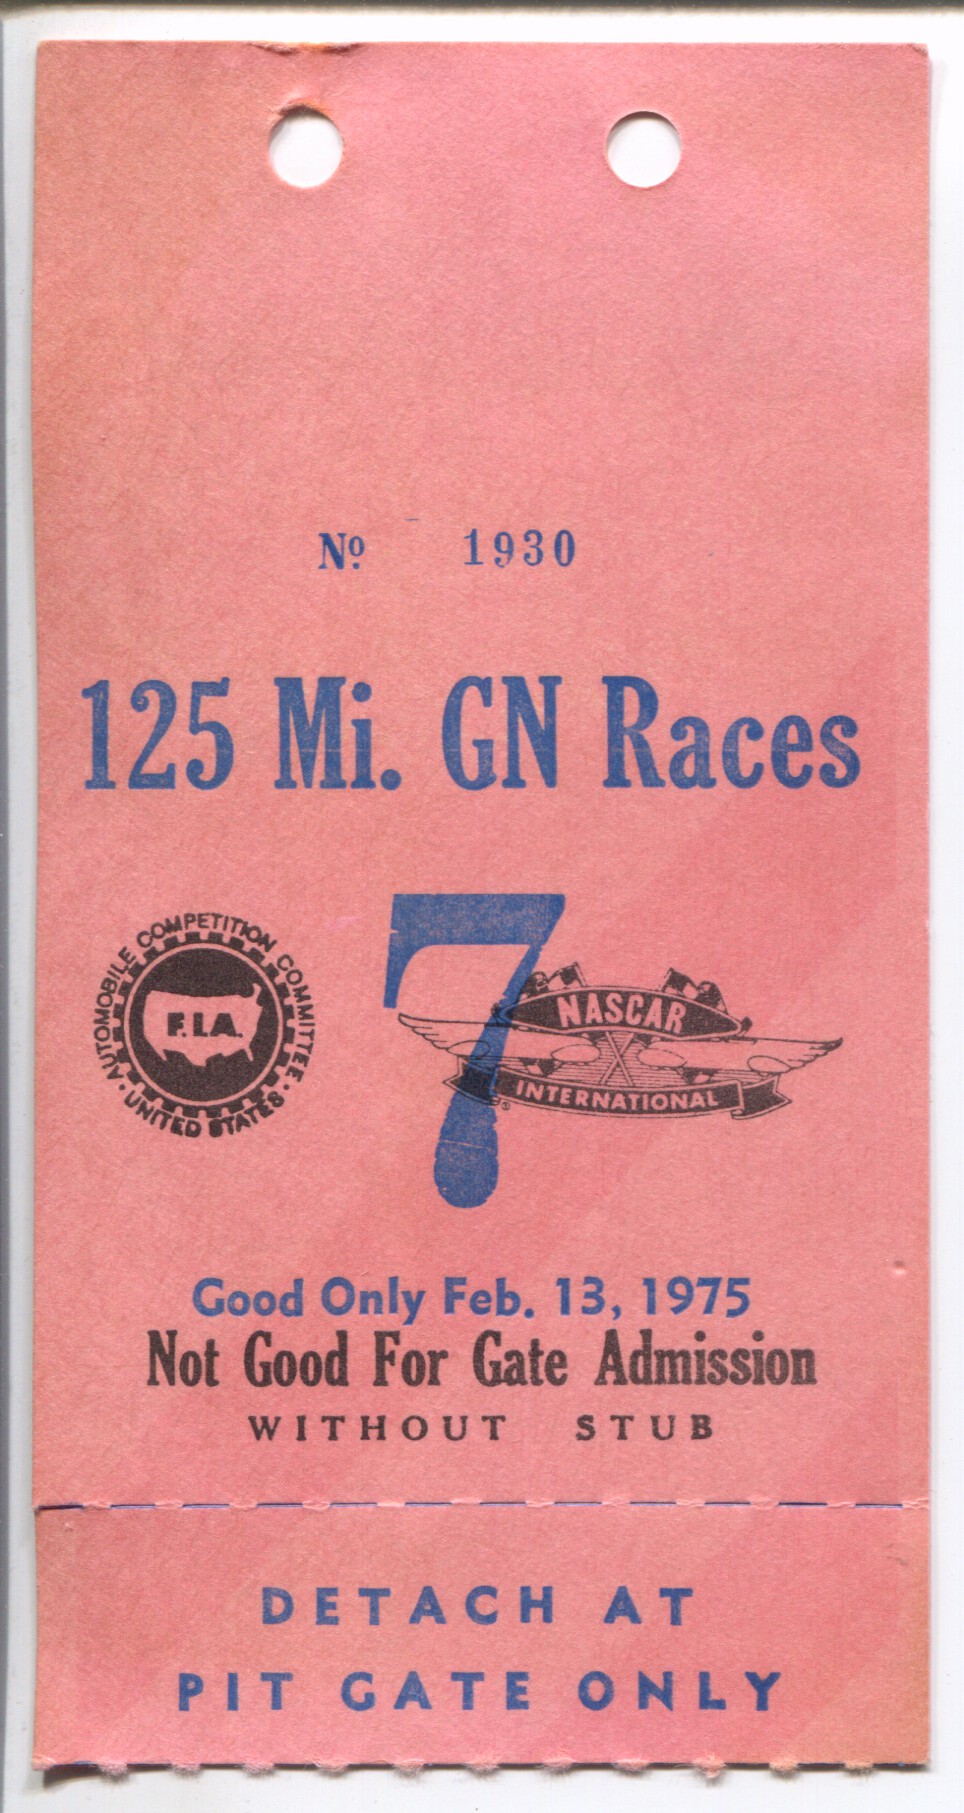 Nº 1930
125 Mi. GN Races
7
AUTOMOBILE COMPETITION COMMITTEE · UNITED STATES ·
F.I.A.
NASCAR
INTERNATIONAL
®
Good Only Feb. 13, 1975
Not Good For Gate Admission
WITHOUT STUB
DETACH AT
PIT GATE ONLY